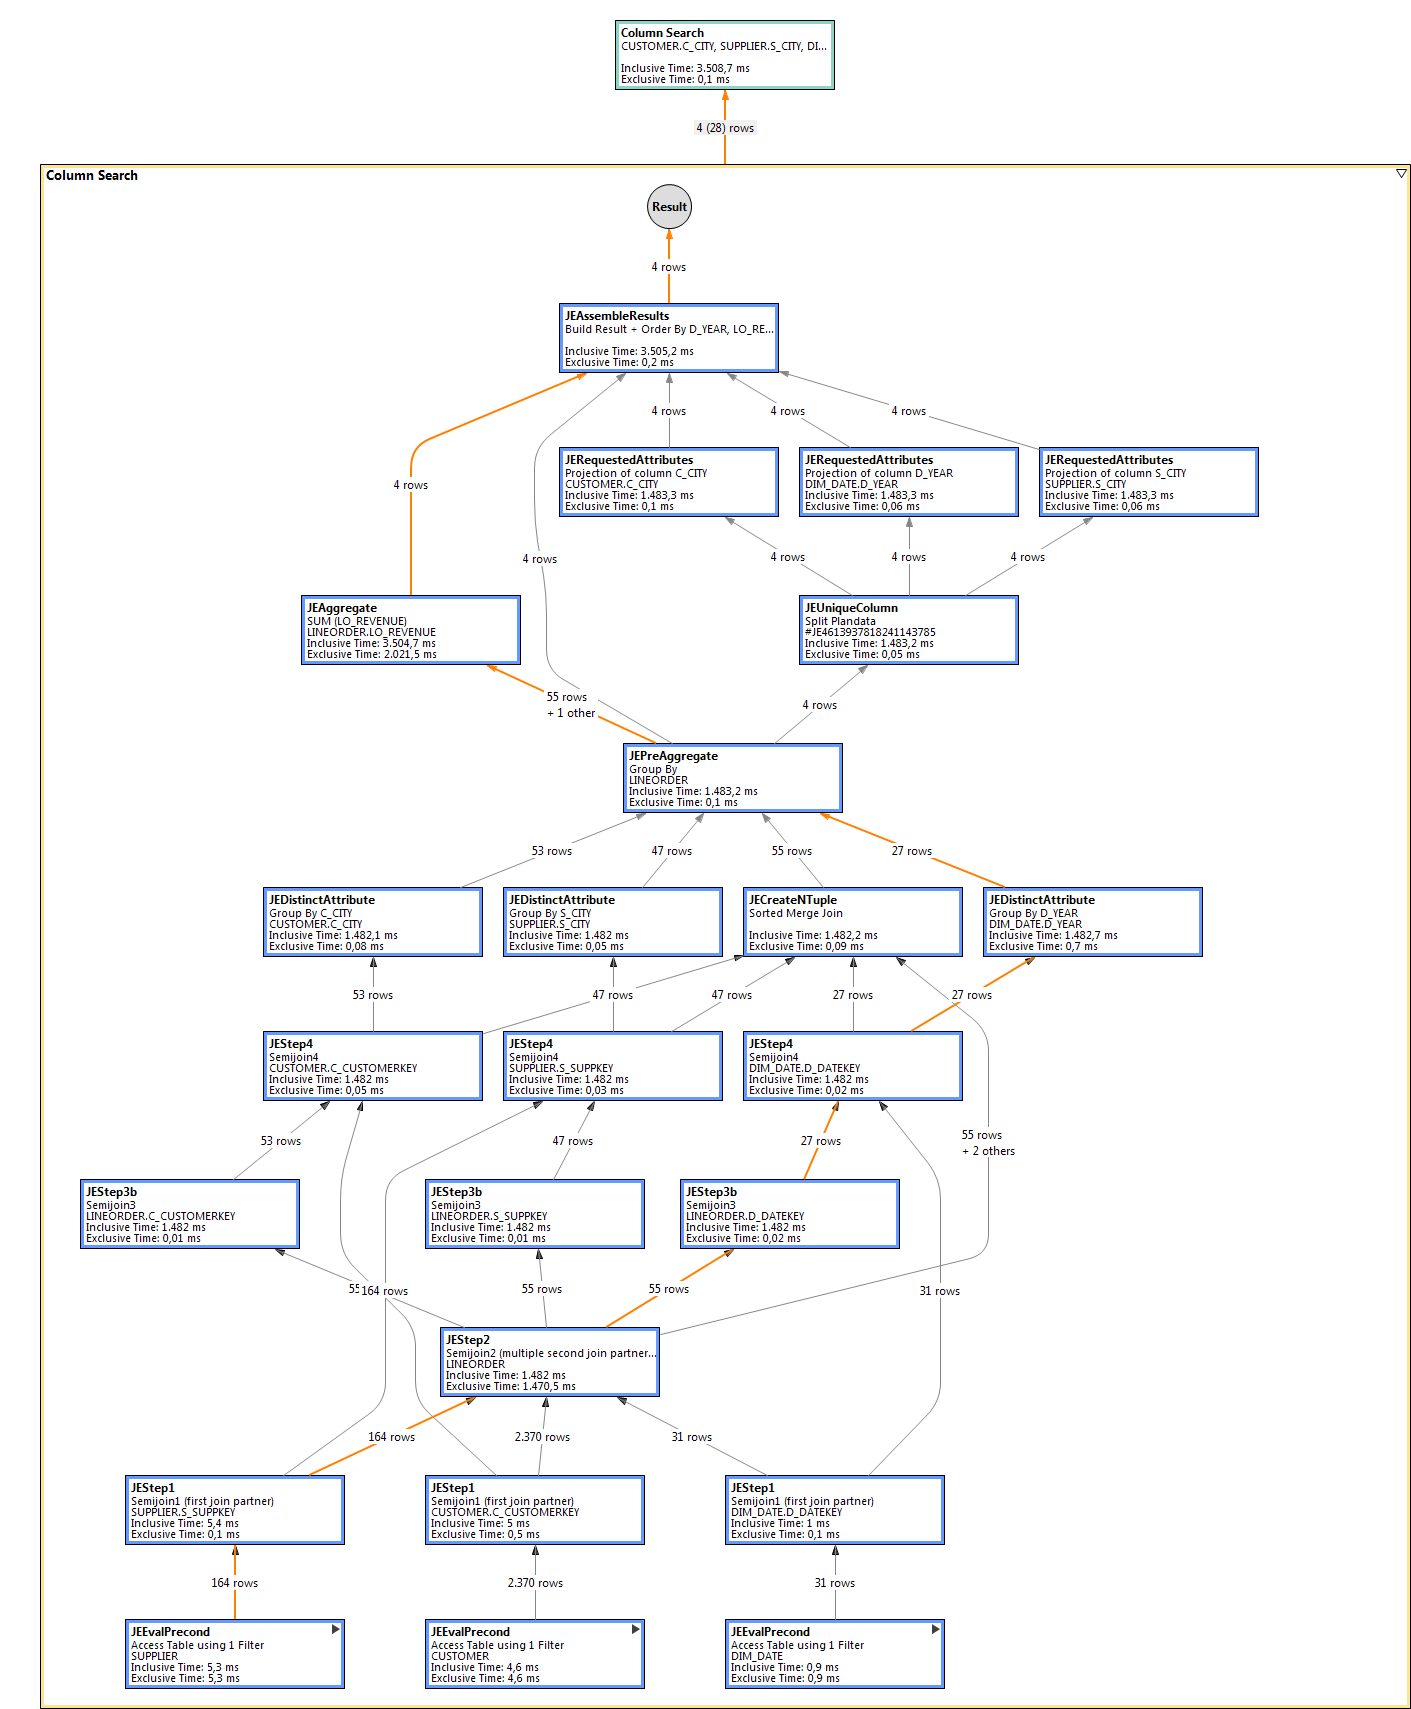 Column Search
CUSTOMER.C_CITY, SUPPLIER.S_CITY, DI...
Inclusive Time: 3.508,7 ms
Exclusive Time: 0,1 ms
4 (28) rows
Column Search
Result
4 rows
JEAssembleResults
Build Result + Order By D_YEAR, LO_RE...
Inclusive Time: 3.505,2 ms
Exclusive Time: 0,2 ms
4 rows
4 rows
4 rows
JERequestedAttributes
Projection of column C_CITY
CUSTOMER.C_CITY
Inclusive Time: 1.483,3 ms
Exclusive Time: 0,1 ms
JERequestedAttributes
Projection of column D_YEAR
DIM_DATE.D_YEAR
Inclusive Time: 1.483,3 ms
Exclusive Time: 0,06 ms
JERequestedAttributes
Projection of column S_CITY
SUPPLIER.S_CITY
Inclusive Time: 1.483,3 ms
Exclusive Time: 0,06 ms
4 rows
4 rows
4 rows
4 rows
4 rows
JEAggregate
SUM (LO_REVENUE)
LINEORDER.LO_REVENUE
Inclusive Time: 3.504,7 ms
Exclusive Time: 2.021,5 ms
JEUniqueColumn
Split Plandata
#JE4613937818241143785
Inclusive Time: 1.483,2 ms
Exclusive Time: 0,05 ms
55 rows
+ 1 other
4 rows
JEPreAggregate
Group By
LINEORDER
Inclusive Time: 1.483,2 ms
Exclusive Time: 0,1 ms
53 rows
47 rows
55 rows
27 rows
JEDistinctAttribute
Group By C_CITY
CUSTOMER.C_CITY
Inclusive Time: 1.482,1 ms
Exclusive Time: 0,08 ms
JEDistinctAttribute
Group By S_CITY
SUPPLIER.S_CITY
Inclusive Time: 1.482 ms
Exclusive Time: 0,05 ms
JECreateNTuple
Sorted Merge Join
Inclusive Time: 1.482,2 ms
Exclusive Time: 0,09 ms
JEDistinctAttribute
Group By D_YEAR
DIM_DATE.D_YEAR
Inclusive Time: 1.482,7 ms
Exclusive Time: 0,7 ms
53 rows
47 rows
47 rows
27 rows
27 rows
JEStep4
Semijoin4
CUSTOMER.C_CUSTOMERKEY
Inclusive Time: 1.482 ms
Exclusive Time: 0,05 ms
JEStep4
Semijoin4
SUPPLIER.S_SUPPKEY
Inclusive Time: 1.482 ms
Exclusive Time: 0,03 ms
JEStep4
Semijoin4
DIM_DATE.D_DATEKEY
Inclusive Time: 1.482 ms
Exclusive Time: 0,02 ms
53 rows
47 rows
27 rows
55 rows
+ 2 others
JEStep3b
Semijoin3
LINEORDER.C_CUSTOMERKEY
Inclusive Time: 1.482 ms
Exclusive Time: 0,01 ms
JEStep3b
Semijoin3
LINEORDER.S_SUPPKEY
Inclusive Time: 1.482 ms
Exclusive Time: 0,01 ms
JEStep3b
Semijoin3
LINEORDER.D_DATEKEY
Inclusive Time: 1.482 ms
Exclusive Time: 0,02 ms
164 rows
55 rows
55 rows
31 rows
JEStep2
Semijoin2 (multiple second join partner...
LINEORDER
Inclusive Time: 1.482 ms
Exclusive Time: 1.470,5 ms
164 rows
2.370 rows
31 rows
JEStep1
Semijoin1 (first join partner)
SUPPLIER.S_SUPPKEY
Inclusive Time: 5,4 ms
Exclusive Time: 0,1 ms
JEStep1
Semijoin1 (first join partner)
CUSTOMER.C_CUSTOMERKEY
Inclusive Time: 5 ms
Exclusive Time: 0,5 ms
JEStep1
Semijoin1 (first join partner)
DIM_DATE.D_DATEKEY
Inclusive Time: 1 ms
Exclusive Time: 0,1 ms
164 rows
2.370 rows
31 rows
JEEvalPrecond
Access Table using 1 Filter
SUPPLIER
Inclusive Time: 5,3 ms
Exclusive Time: 5,3 ms
JEEvalPrecond
Access Table using 1 Filter
CUSTOMER
Inclusive Time: 4,6 ms
Exclusive Time: 4,6 ms
JEEvalPrecond
Access Table using 1 Filter
DIM_DATE
Inclusive Time: 0,9 ms
Exclusive Time: 0,9 ms